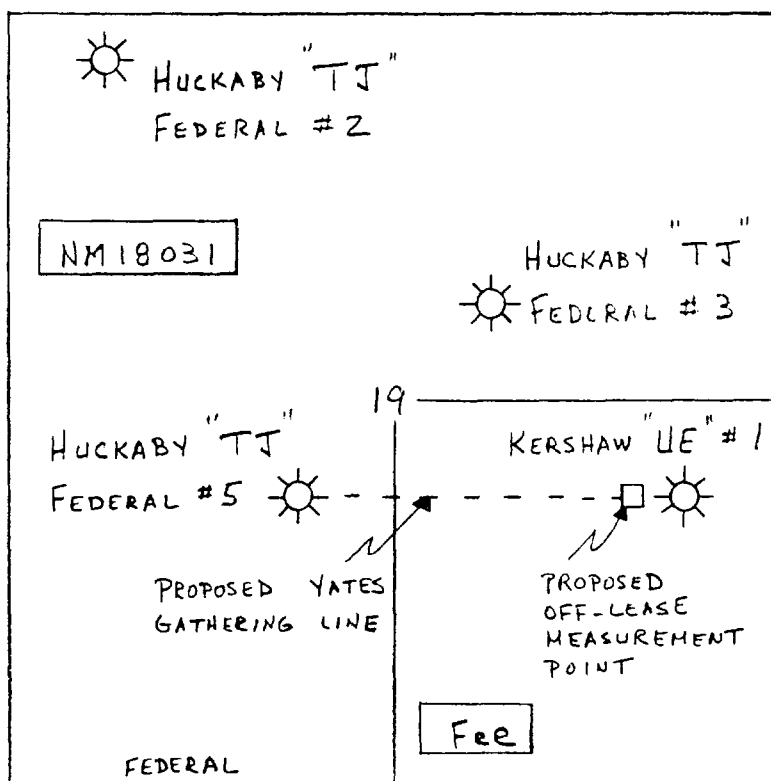 HUCKABY "TJ"
FEDERAL #2
NM18031
HUCKABY "TJ"
FEDERAL #3
19
HUCKABY "TJ"
FEDERAL #5
KERSHAW "UE" #1
PROPOSED YATES
GATHERING LINE
PROPOSED
OFF-LEASE
MEASUREMENT
POINT
Fee
FEDERAL